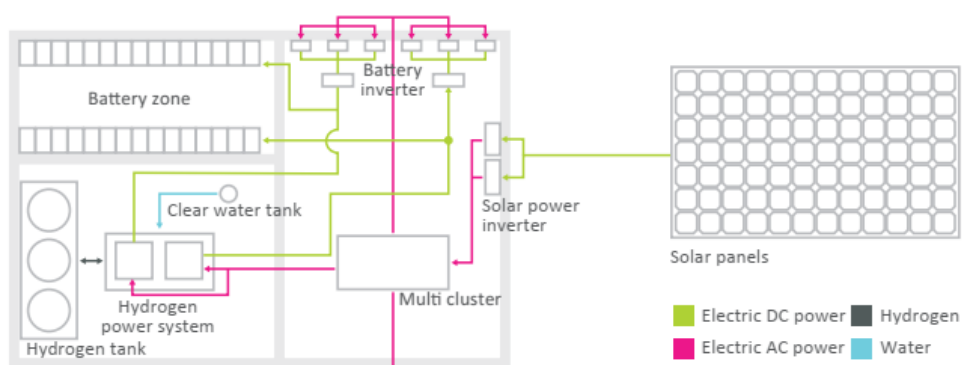 Battery
inverter
Battery zone
Clear water tank
Solar power
inverter
Solar panels
Multi cluster
Hydrogen
power system
Hydrogen tank
Electric DC power
Hydrogen
Electric AC power
Water